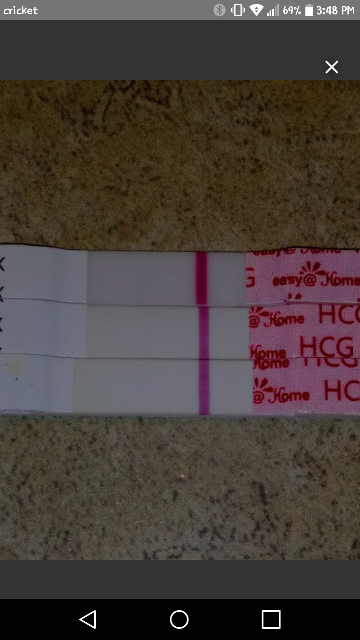 cricket 69% 3:48 PM
easy@Home
@Home HCG
Home HCG
@Home HC